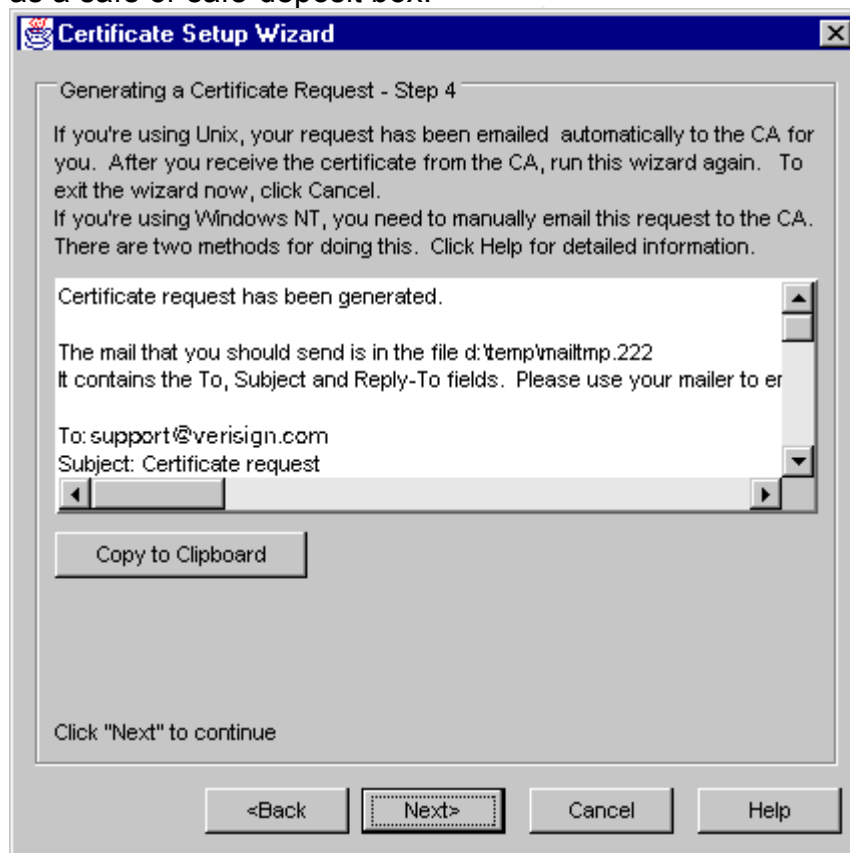 as a safe or safe-deposit box.
Certificate Setup Wizard
Generating a Certificate Request - Step 4
If you're using Unix, your request has been emailed automatically to the CA for
you. After you receive the certificate from the CA, run this wizard again. To
exit the wizard now, click Cancel.
If you're using Windows NT, you need to manually email this request to the CA.
There are two methods for doing this. Click Help for detailed information.
Certificate request has been generated.
The mail that you should send is in the file d:\temp\mailtmp.222
It contains the To, Subject and Reply-To fields. Please use your mailer to
To: support@verisign.com
Subject: Certificate request
Copy to Clipboard
Click "Next" to continue
<Back Next> Cancel Help